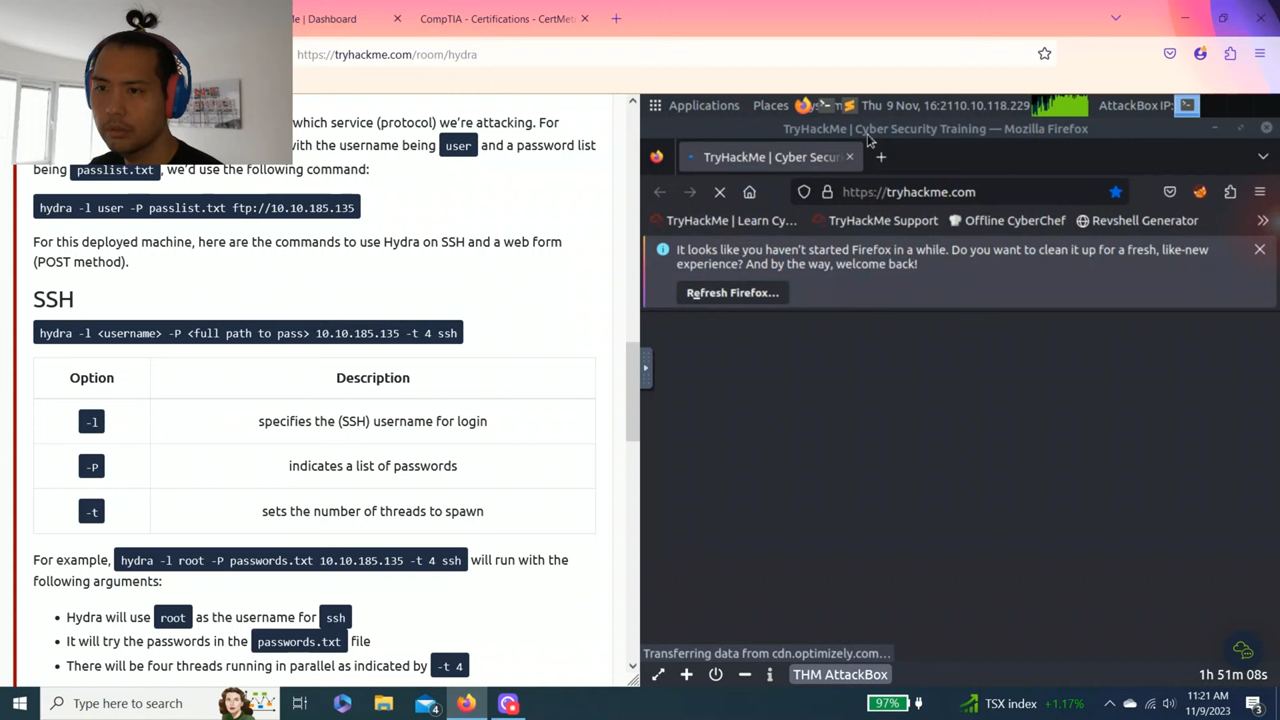 Me | Dashboard
CompTIA - Certifications - CertMet
https://tryhackme.com/room/hydra
which service (protocol) we're attacking. For
with the username being user and a password list
being passlist.txt, we'd use the following command:
hydra -l user -P passlist.txt ftp://10.10.185.135
For this deployed machine, here are the commands to use Hydra on SSH and a web form
(POST method).
SSH
hydra -l <username> -P <full path to pass> 10.10.185.135 -t 4 ssh
Option Description
-l specifies the (SSH) username for login
-P indicates a list of passwords
-t sets the number of threads to spawn
For example, hydra -l root -P passwords.txt 10.10.185.135 -t 4 ssh will run with the
following arguments:
• Hydra will use root as the username for ssh
• It will try the passwords in the passwords.txt file
• There will be four threads running in parallel as indicated by -t 4
Applications Places Thu 9 Nov, 16:21 10.10.118.229 AttackBox IP:
TryHackMe | Cyber Security Training — Mozilla Firefox
TryHackMe | Cyber Secur
https://tryhackme.com
TryHackMe | Learn Cy... TryHackMe Support Offline CyberChef Revshell Generator
It looks like you haven't started Firefox in a while. Do you want to clean it up for a fresh, like-new
experience? And by the way, welcome back!
Refresh Firefox...
Transferring data from cdn.optimizely.com...
THM AttackBox 1h 51m 08s
Type here to search 4 97% TSX index +1.17% 11:21 AM
11/9/2023 3